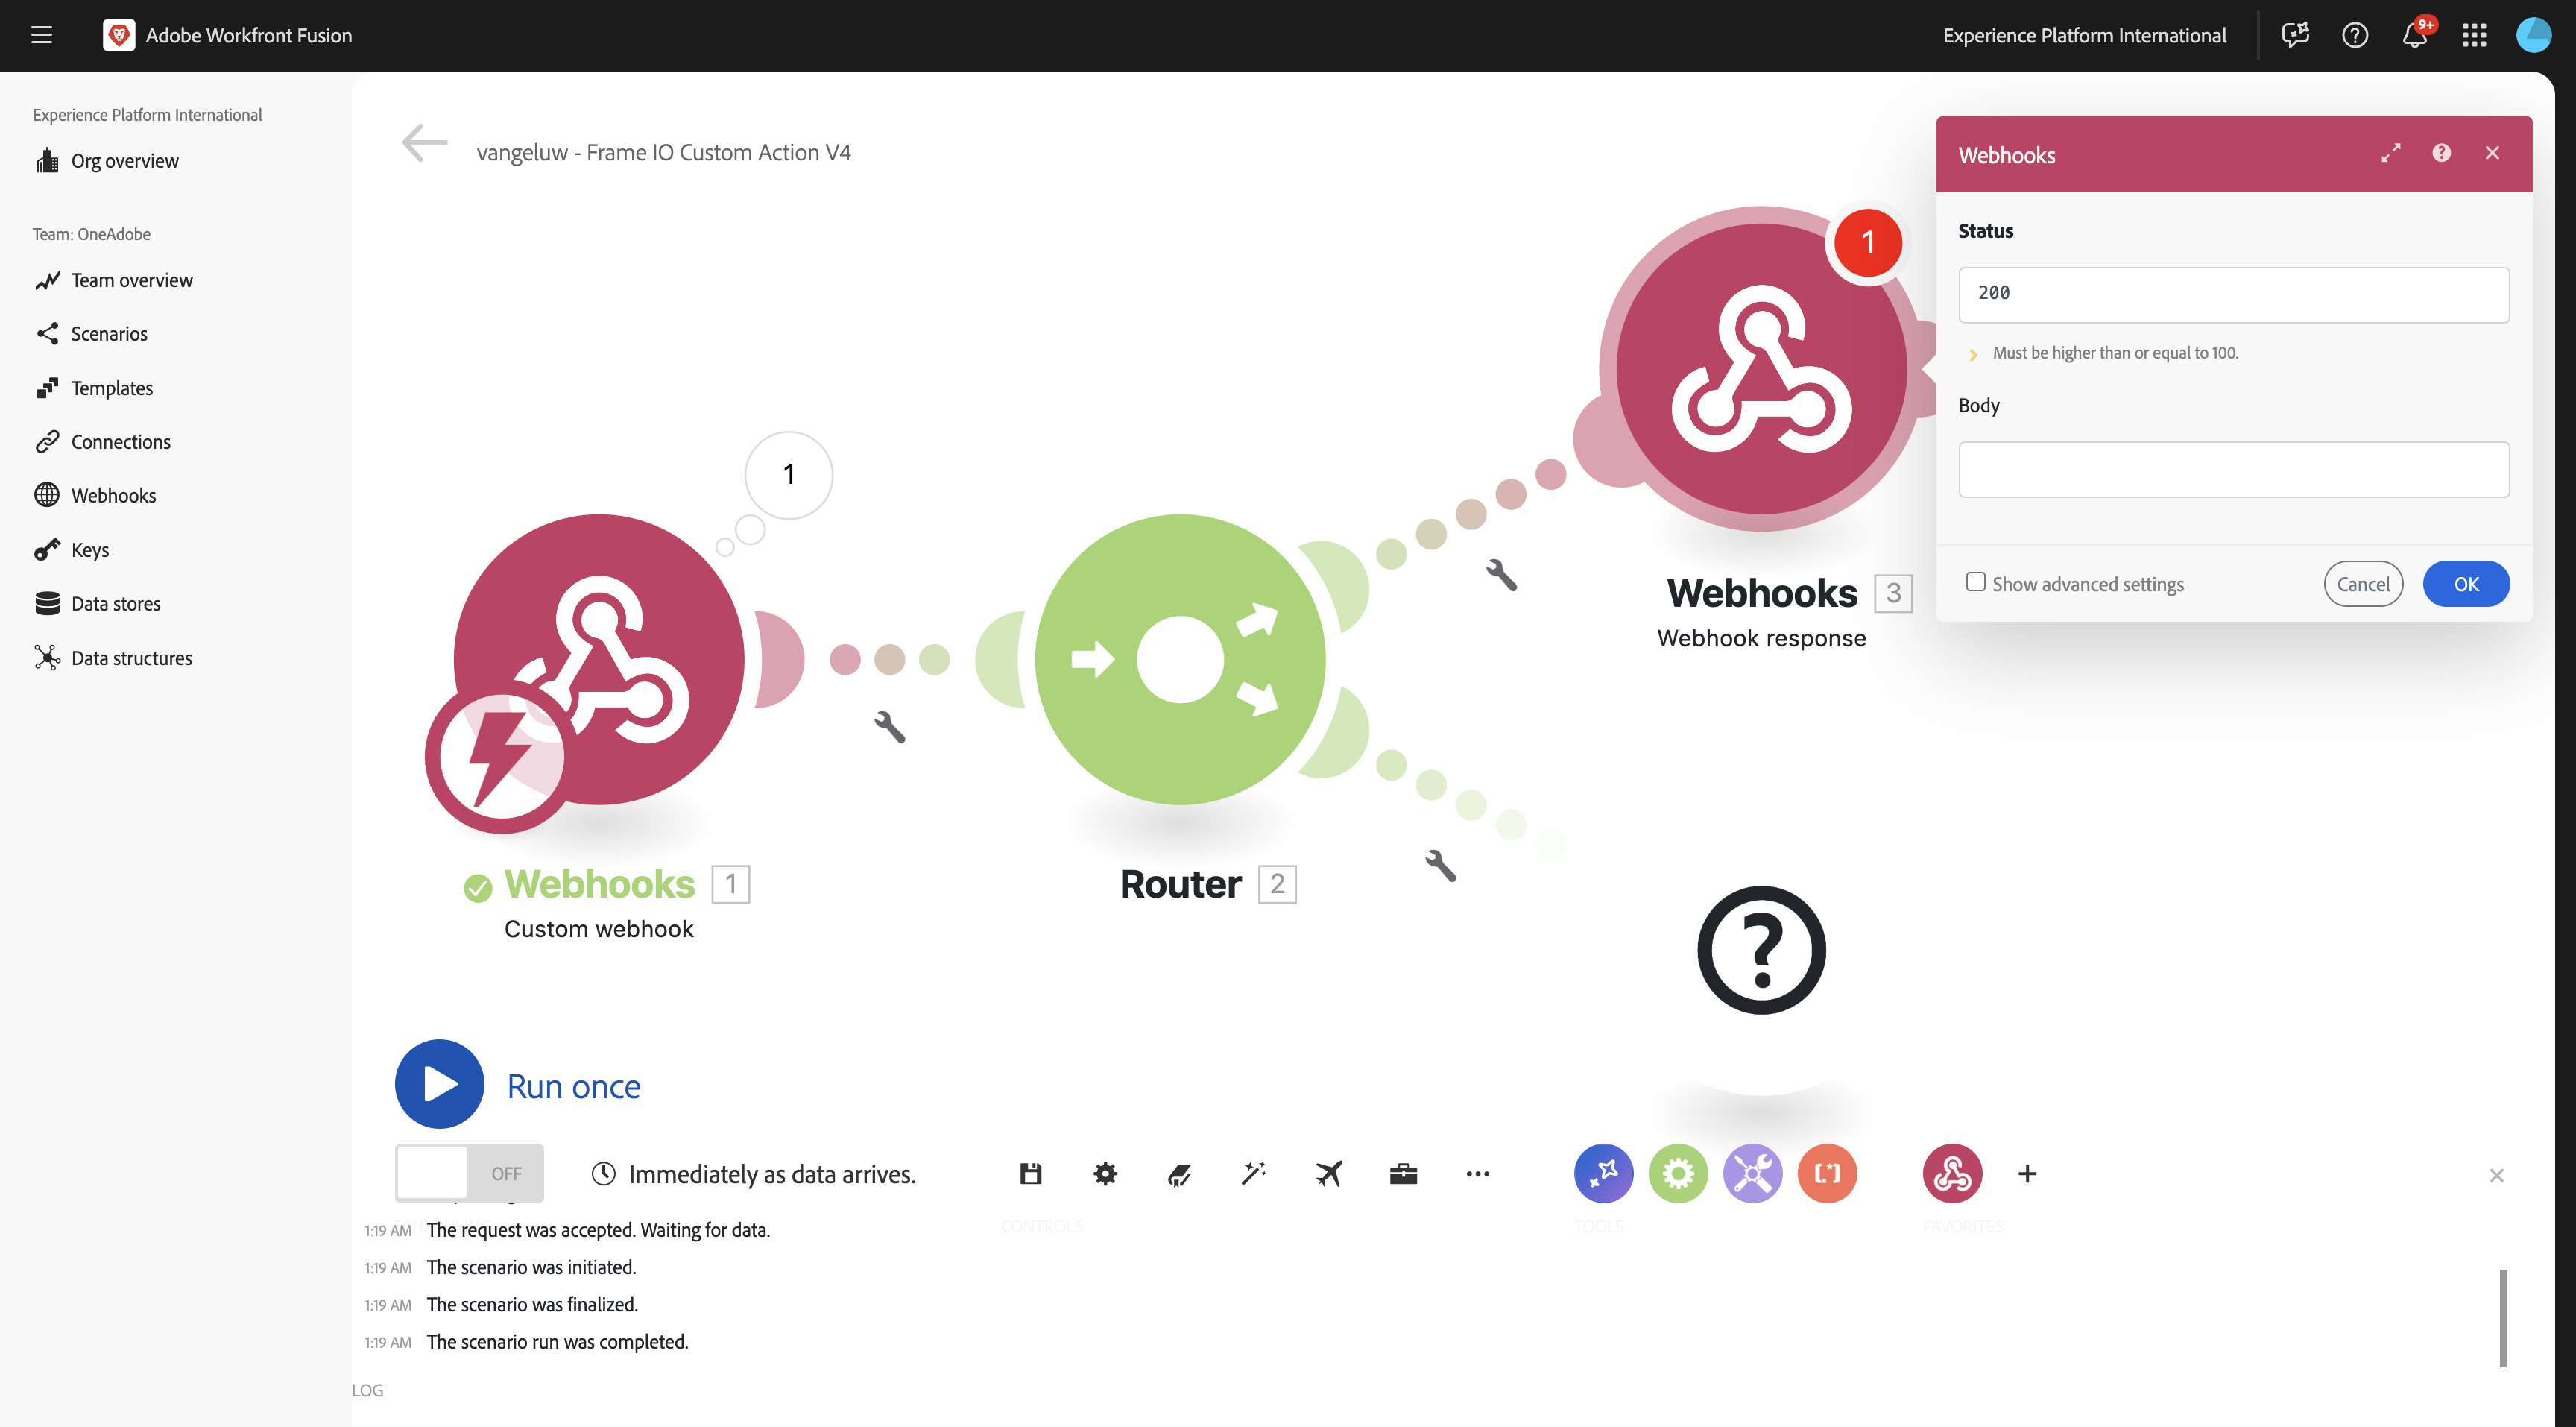 Adobe Workfront Fusion
Experience Platform International
9+
Experience Platform International
Org overview
Team: OneAdobe
Team overview
Scenarios
Templates
Connections
Webhooks
Keys
Data stores
Data structures
vangeluw - Frame IO Custom Action V4
1
Webhooks 1
Custom webhook
Router 2
1
Webhooks 3
Webhook response
?
Webhooks
Status
200
Must be higher than or equal to 100.
Body
Show advanced settings
Cancel
OK
Run once
OFF
Immediately as data arrives.
CONTROLS
TOOLS
FAVORITES
1:19 AM The request was accepted. Waiting for data.
1:19 AM The scenario was initiated.
1:19 AM The scenario was finalized.
1:19 AM The scenario run was completed.
LOG